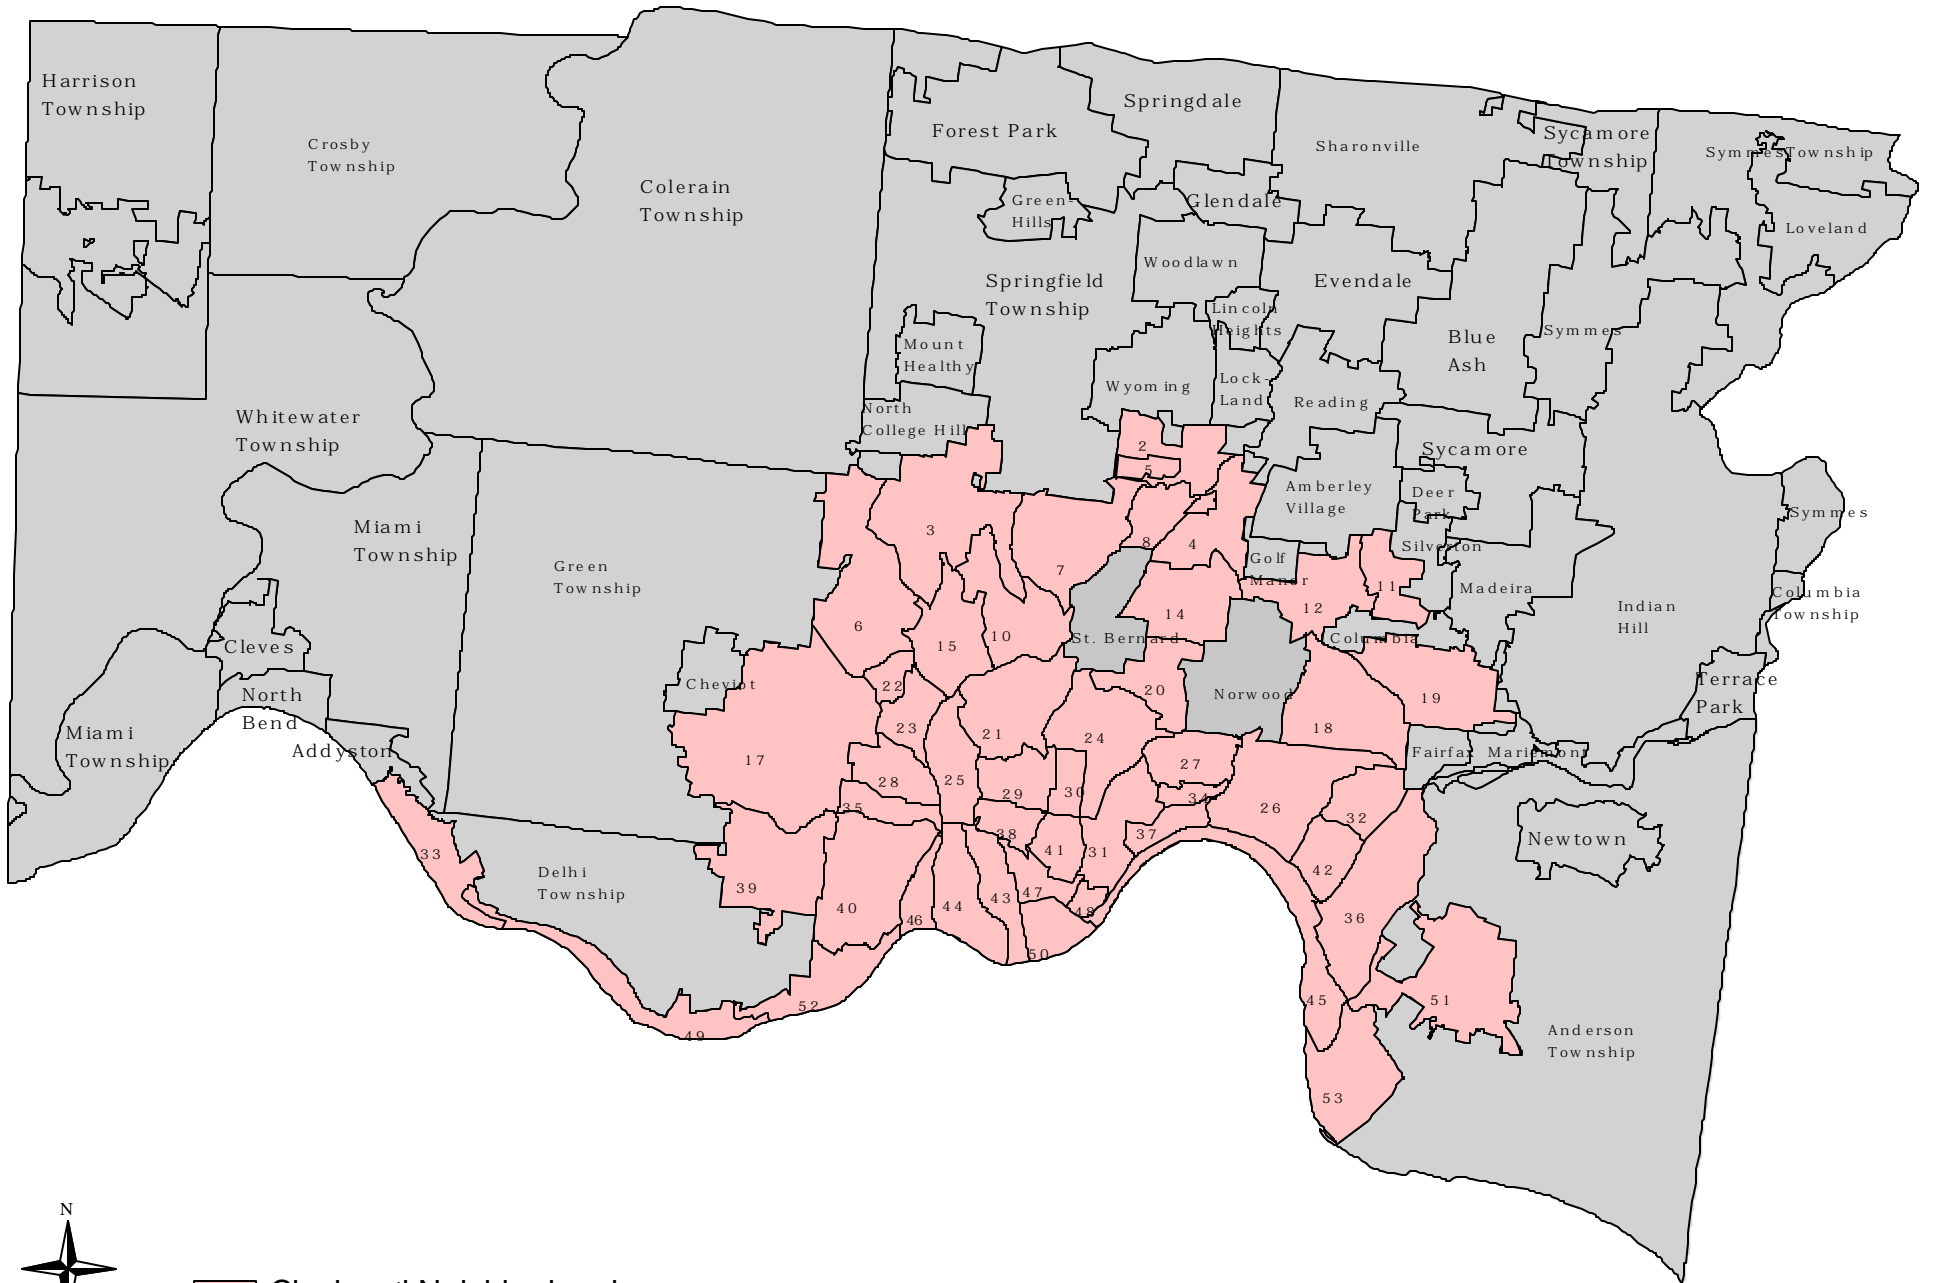 Harrison
Township
Crosby
Township
Colerain
Township
Forest Park
Springdale
Sharonville
Sycamore
Township
Symmes Township
Green-
Hills
Glendale
Loveland
Springfield
Township
Woodlawn
Evendale
Lincoln
Heights
Mount
Healthy
Blue
Ash
Symmes
Wyoming
Lock-
Land
Reading
North
College Hill
Whitewater
Township
Sycamore
2
5
Amberley
Village
Deer
Park
Symmes
Miami
Township
3
8
4
Silverton
Golf
Manor
Green
Township
7
11
Madeira
Columbia
Township
Indian
Hill
12
14
6
15
10
St. Bernard
Columbia
Cleves
Cheviot
22
20
Norwood
19
Terrace
Park
North
Bend
Addyston
Miami
Township
23
21
24
18
Fairfax
Mariemont
17
27
28
25
29
30
34
26
35
32
38
37
Newtown
33
41
31
Delhi
Township
39
42
40
46
44
43
47
48
36
50
52
45
51
49
Anderson
Township
53
N